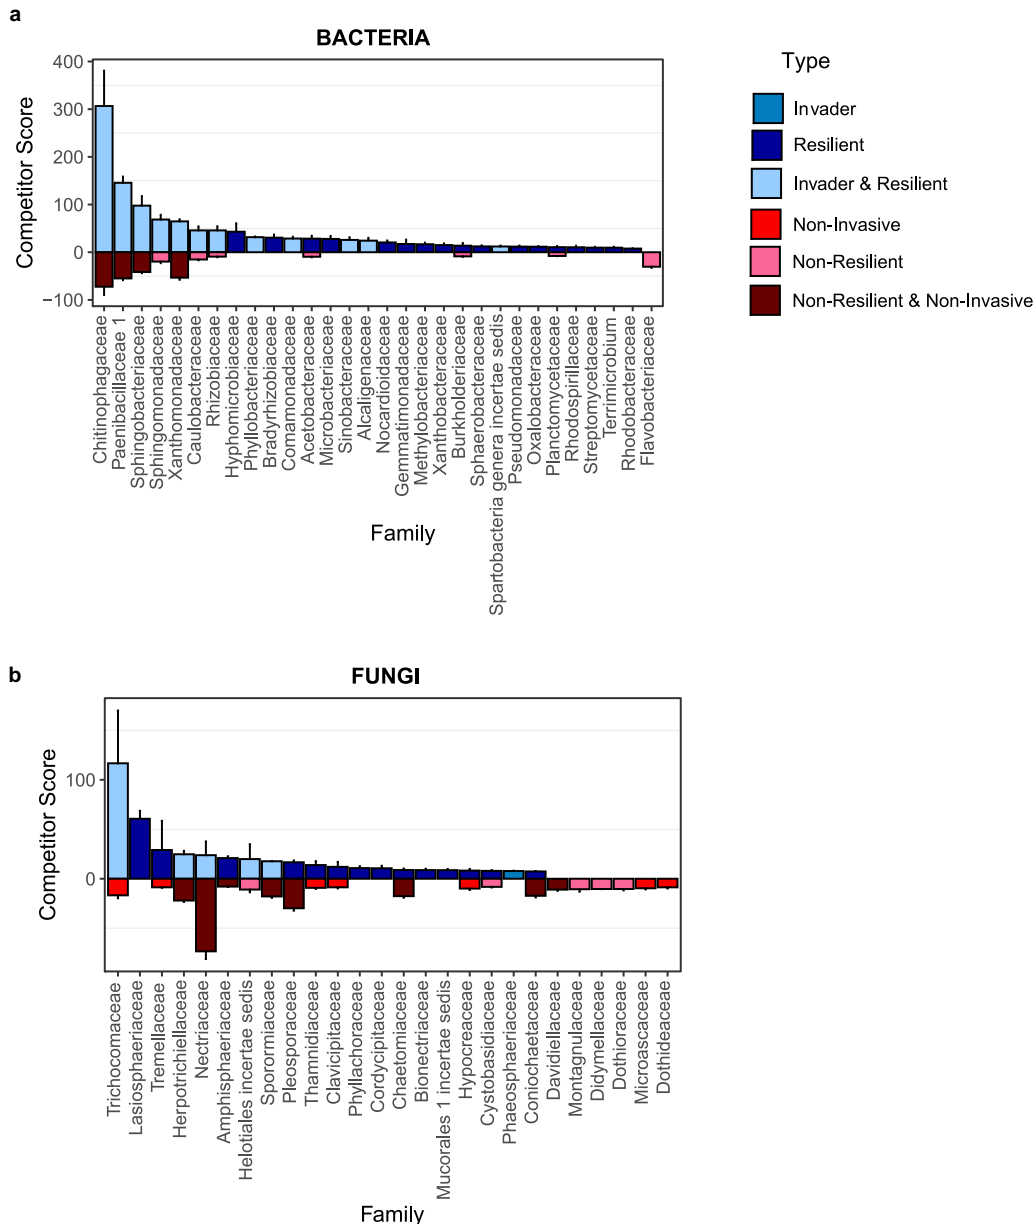 a
BACTERIA
Competitor Score
400
300
200
100
0
−100
Chitinophagaceae
Paenibacillaceae 1
Sphingobacteriaceae
Sphingomonadaceae
Xanthomonadaceae
Caulobacteraceae
Rhizobiaceae
Hyphomicrobiaceae
Phyllobacteriaceae
Bradyrhizobiaceae
Comamonadaceae
Acetobacteraceae
Microbacteriaceae
Sinobacteraceae
Alcaligenaceae
Nocardioidaceae
Gemmatimonadaceae
Methylobacteriaceae
Xanthobacteraceae
Burkholderiaceae
Sphaerobacteraceae
Spartobacteria genera incertae sedis
Pseudomonadaceae
Oxalobacteraceae
Planctomycetaceae
Rhodospirillaceae
Streptomycetaceae
Terrimicrobium
Rhodobacteraceae
Flavobacteriaceae
Family
Type
Invader
Resilient
Invader & Resilient
Non-Invasive
Non-Resilient
Non-Resilient & Non-Invasive
b
FUNGI
Competitor Score
100
0
Trichocomaceae
Lasiosphaeriaceae
Tremellaceae
Herpotrichiellaceae
Nectriaceae
Amphisphaeriaceae
Helotiales incertae sedis
Sporormiaceae
Pleosporaceae
Thamnidiaceae
Clavicipitaceae
Phyllachoraceae
Cordycipitaceae
Chaetomiaceae
Bionectriaceae
Mucorales 1 incertae sedis
Hypocreaceae
Cystobasidiaceae
Phaeosphaeriaceae
Coniochaetaceae
Davidiellaceae
Montagnulaceae
Didymellaceae
Dothioraceae
Microascaceae
Dothideaceae
Family